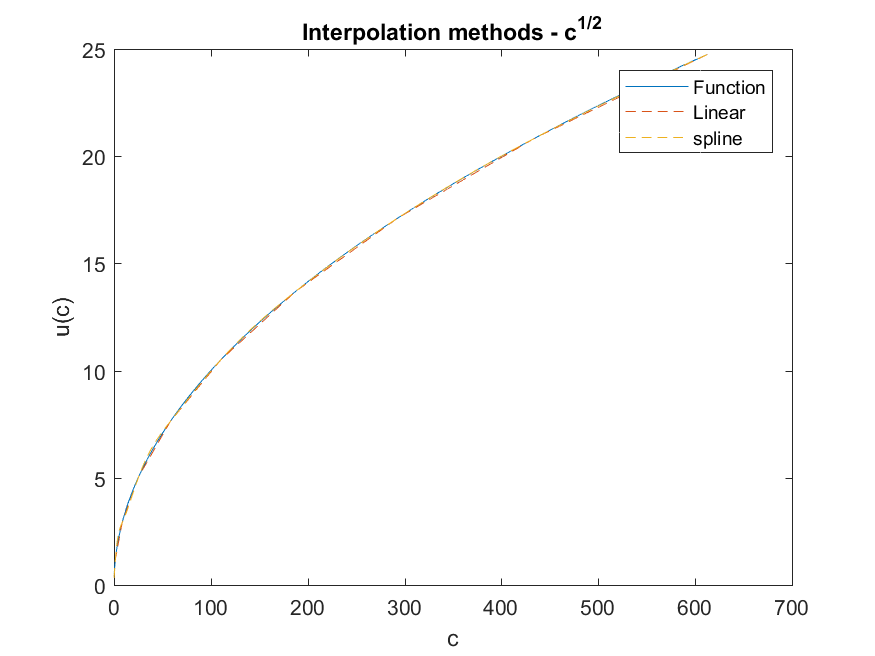 Interpolation methods - c^1/2
25
20
15
10
5
0
u(c)
Function
Linear
spline
0 100 200 300 400 500 600 700
c